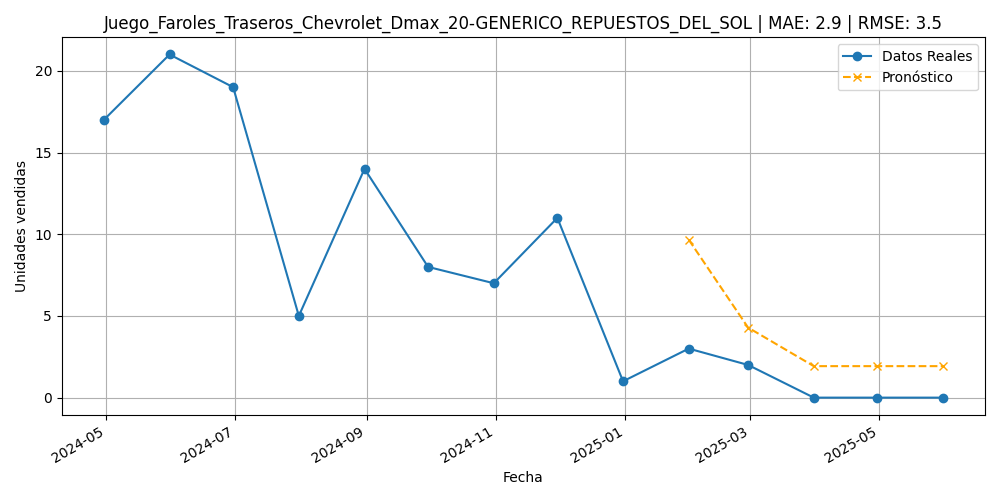 Juego_Faroles_Traseros_Chevrolet_Dmax_20-GENERICO_REPUESTOS_DEL_SOL | MAE: 2.9 | RMSE: 3.5
Datos Reales
Pronóstico
Unidades vendidas
20
15
10
5
0
2024-05
2024-07
2024-09
2024-11
2025-01
2025-03
2025-05
Fecha